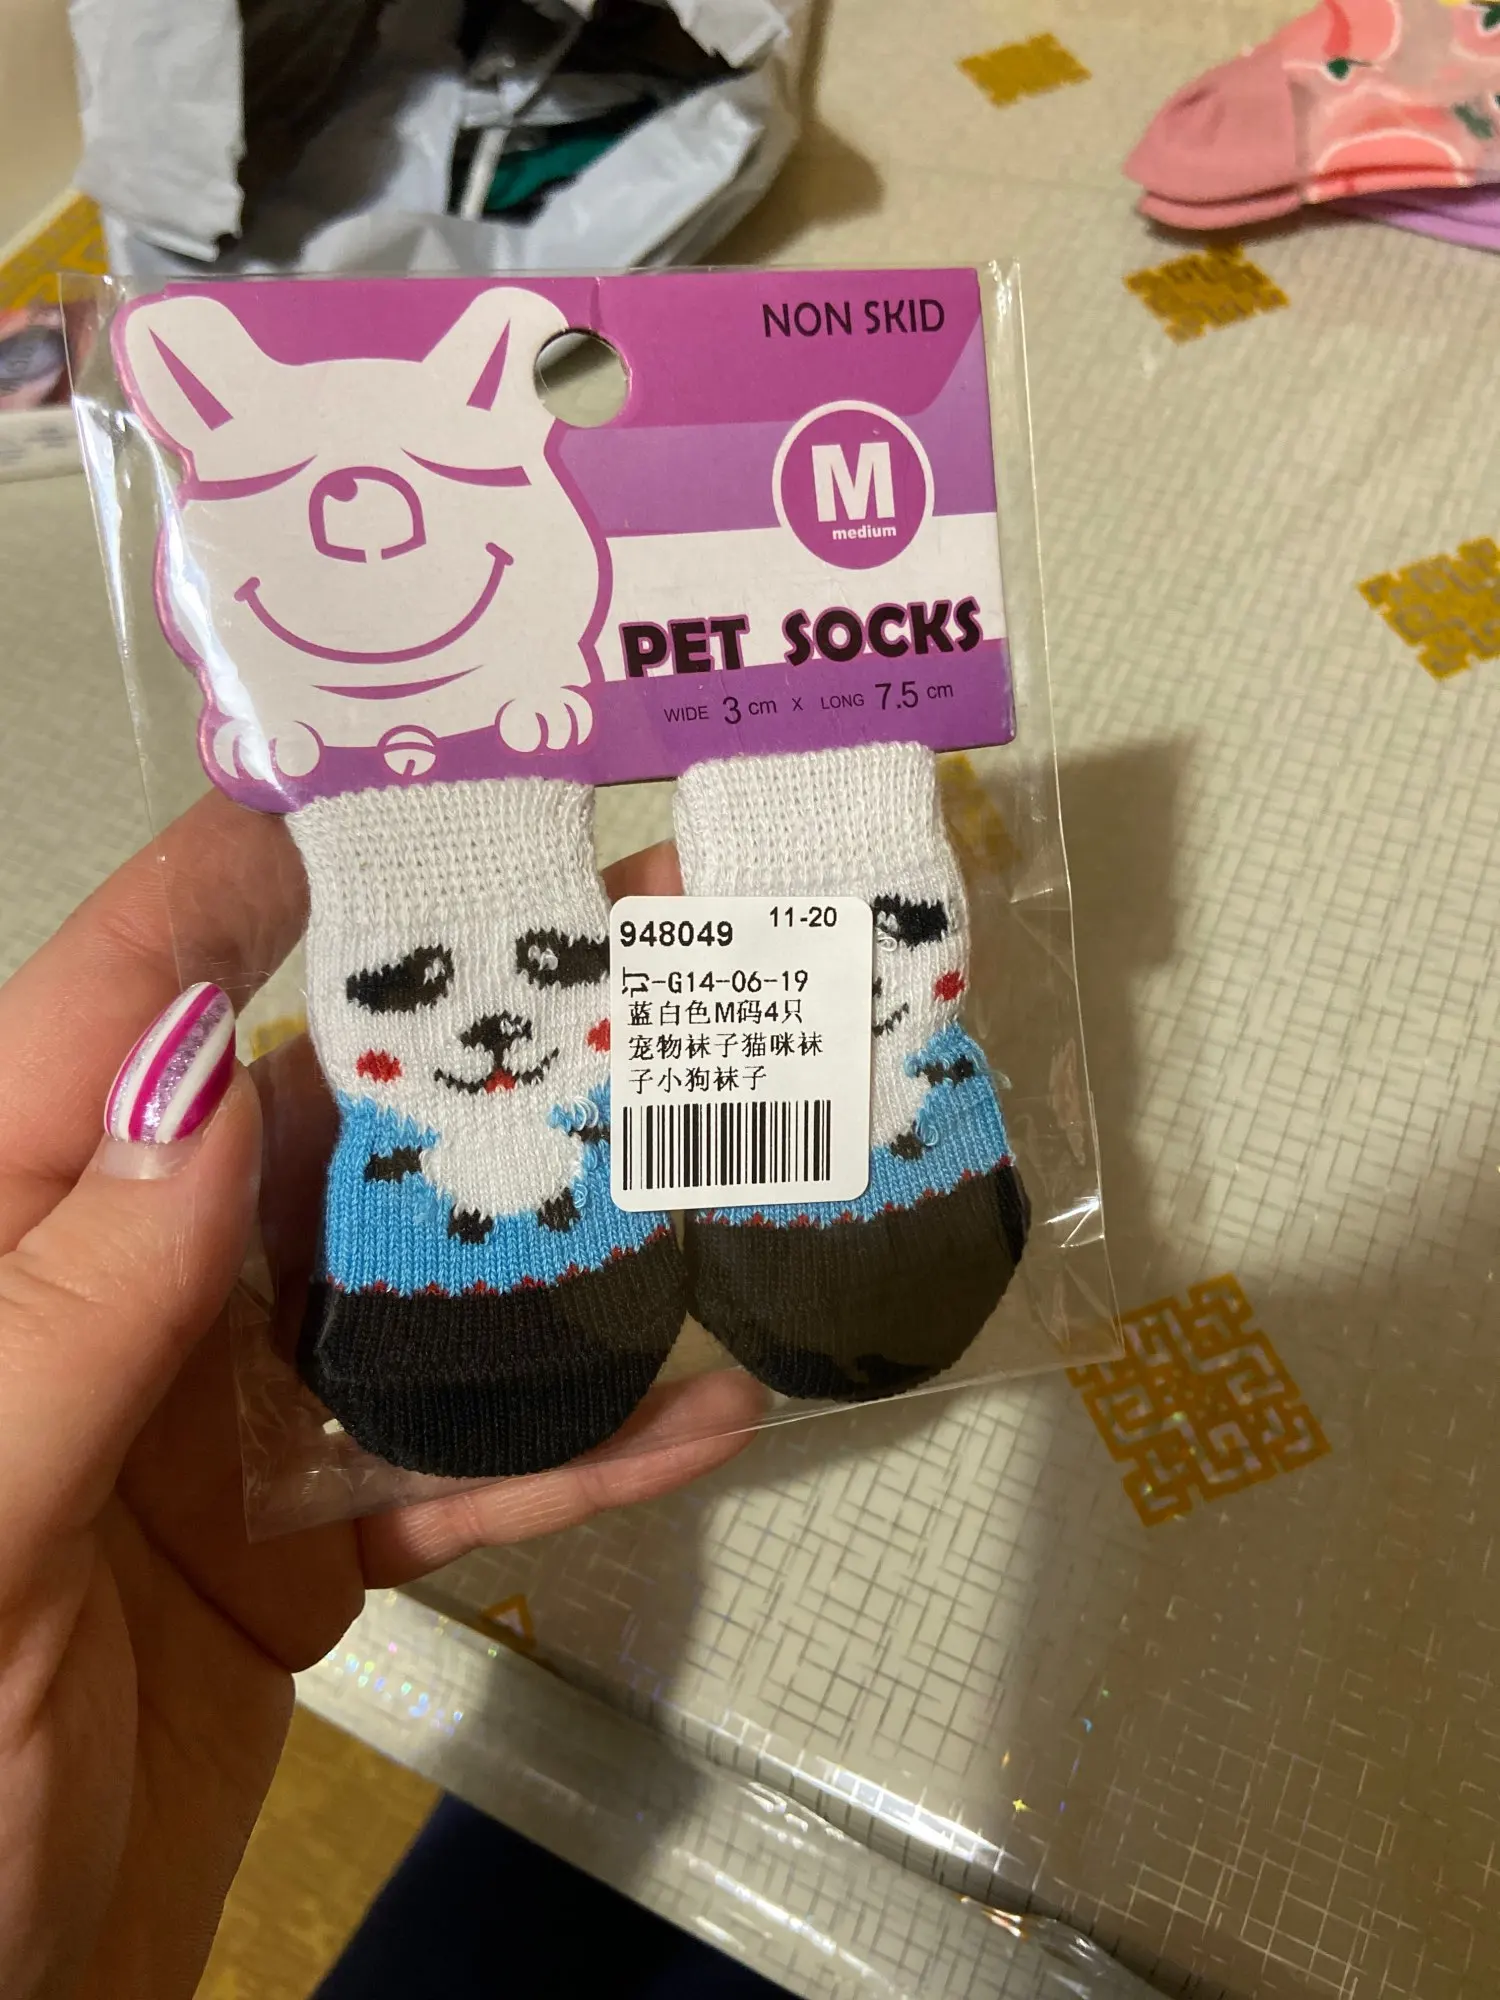 NON SKID
M
medium
PET SOCKS
WIDE 3 cm X LONG 7.5 cm
948049 11-20
订-G14-06-19
蓝白色M码4只
宠物袜子猫咪袜
子小狗袜子